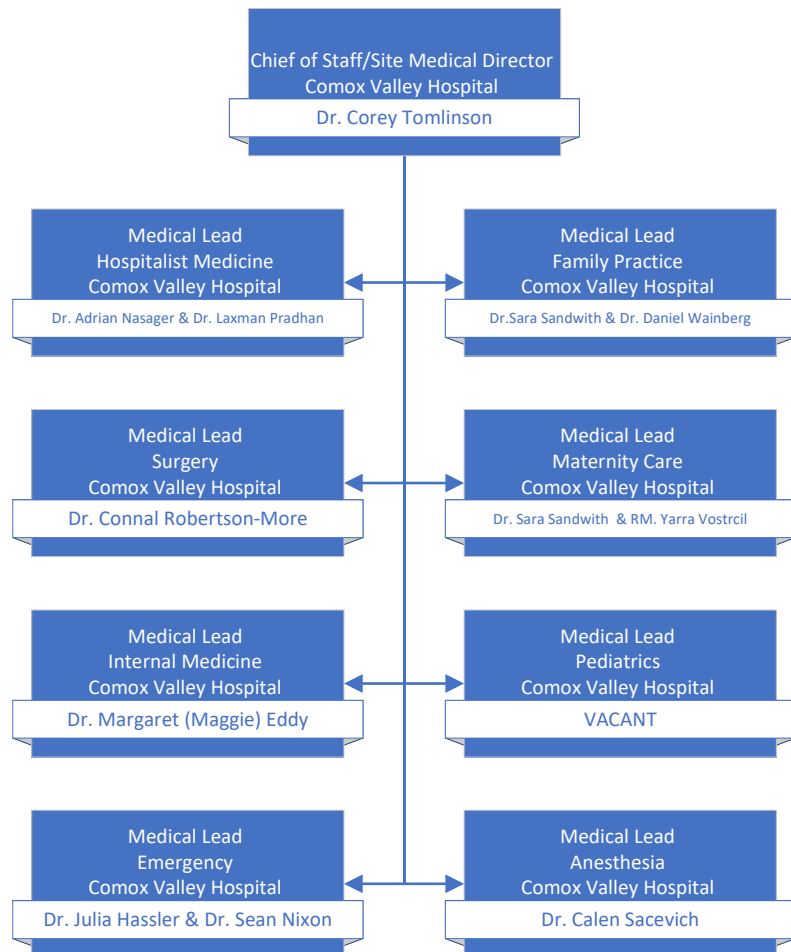 Chief of Staff/Site Medical Director
Comox Valley Hospital
Dr. Corey Tomlinson
Medical Lead
Hospitalist Medicine
Comox Valley Hospital
Dr. Adrian Nasager & Dr. Laxman Pradhan
Medical Lead
Family Practice
Comox Valley Hospital
Dr.Sara Sandwith & Dr. Daniel Wainberg
Medical Lead
Surgery
Comox Valley Hospital
Dr. Connal Robertson-More
Medical Lead
Maternity Care
Comox Valley Hospital
Dr. Sara Sandwith & RM. Yarra Vostrcil
Medical Lead
Internal Medicine
Comox Valley Hospital
Dr. Margaret (Maggie) Eddy
Medical Lead
Pediatrics
Comox Valley Hospital
VACANT
Medical Lead
Emergency
Comox Valley Hospital
Dr. Julia Hassler & Dr. Sean Nixon
Medical Lead
Anesthesia
Comox Valley Hospital
Dr. Calen Sacevich